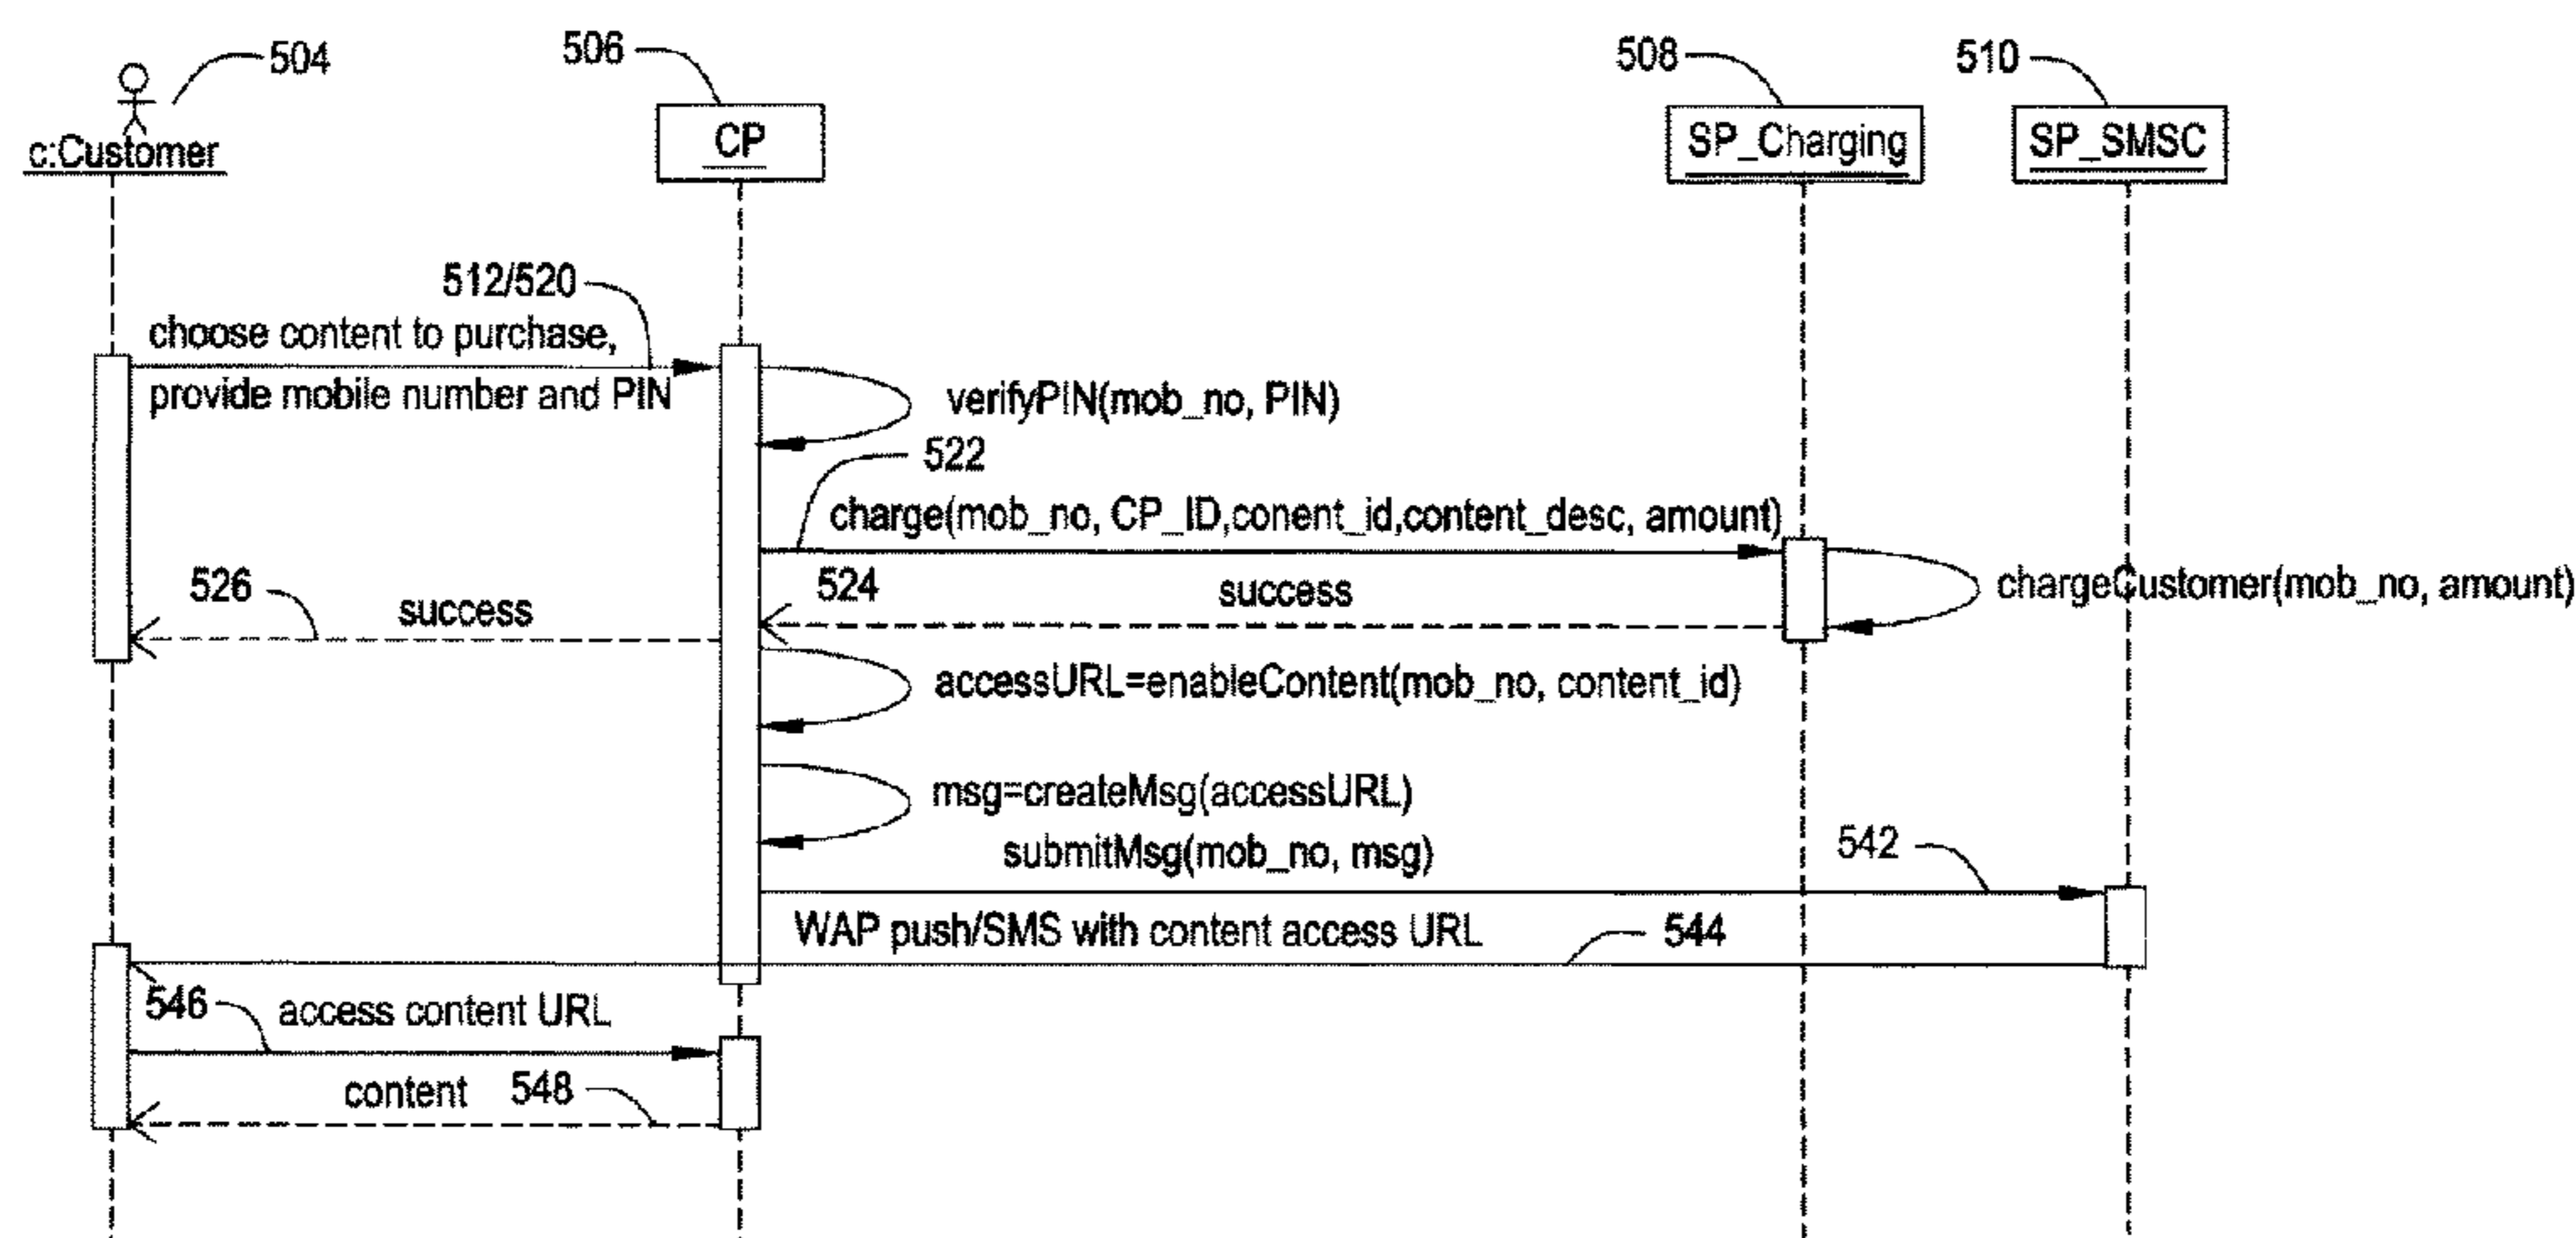 504
506
508
510
c:Customer
CP
SP_Charging
SP_SMSC
512/520
choose content to purchase,
provide mobile number and PIN
verifyPIN(mob_no, PIN)
522
charge(mob_no, CP_ID,conent_id,content_desc, amount)
526
success
524
success
chargeCustomer(mob_no, amount)
accessURL=enableContent(mob_no, content_id)
msg=createMsg(accessURL)
submitMsg(mob_no, msg)
542
WAP push/SMS with content access URL
544
546
access content URL
content
548